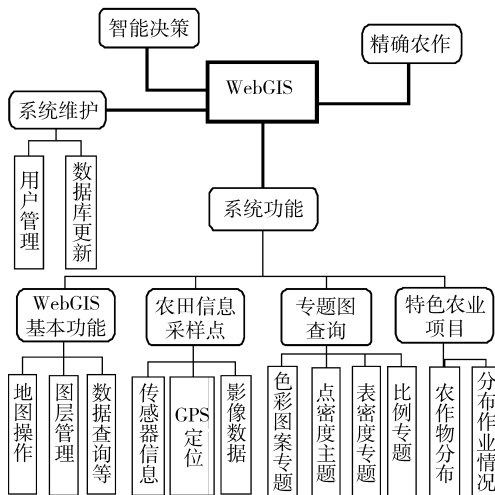 智能决策
精确农作
WebGIS
系统维护
用户管理
数据库更新
系统功能
WebGIS
基本功能
农田信息
采样点
专题图
查询
特色农业
项目
地图操作
图层管理
数据查询等
传感器信息
GPS
定位
影像数据
色彩图案专题
点密度主题
表密度专题
比例专题
农作物分布
分布作业情况